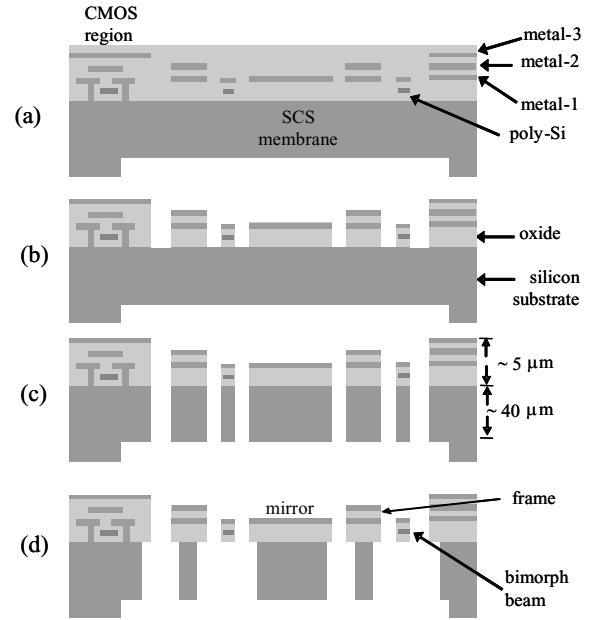 CMOS
region
metal-3
metal-2
metal-1
poly-Si
(a)
SCS
membrane
(b)
oxide
silicon
substrate
(c)
~ 5 μm
~ 40 μm
(d)
mirror
frame
bimorph
beam